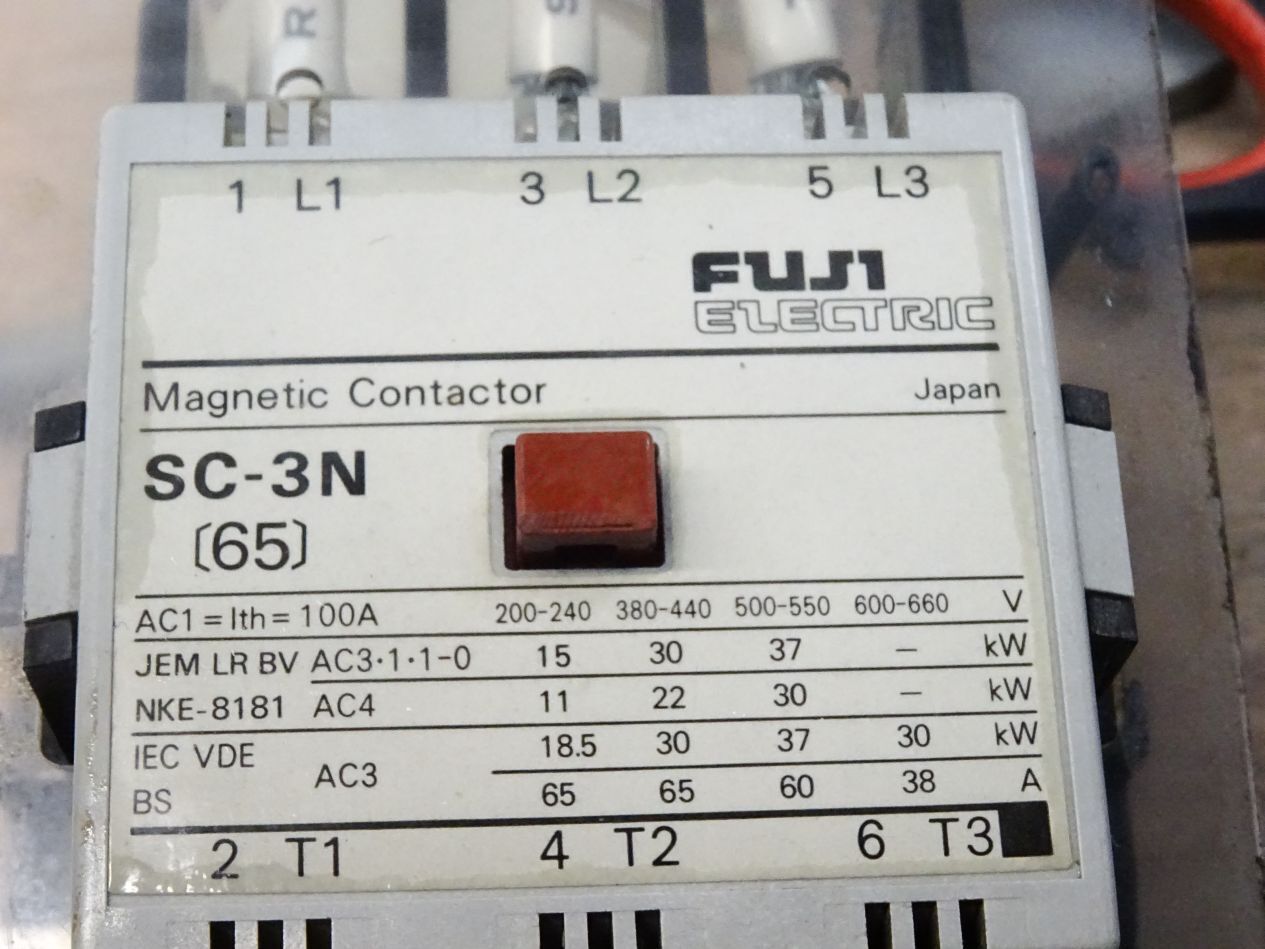 R S
1 L1 3 L2 5 L3
FUJI
ELECTRIC
Magnetic Contactor Japan
SC-3N
(65)
AC1=Ith=100A 200-240 380-440 500-550 600-660 V
JEM LR BV AC3·1·1-0 15 30 37 — kW
NKE-8181 AC4 11 22 30 — kW
IEC VDE 18.5 30 37 30 kW
AC3
BS 65 65 60 38 A
2 T1 4 T2 6 T3